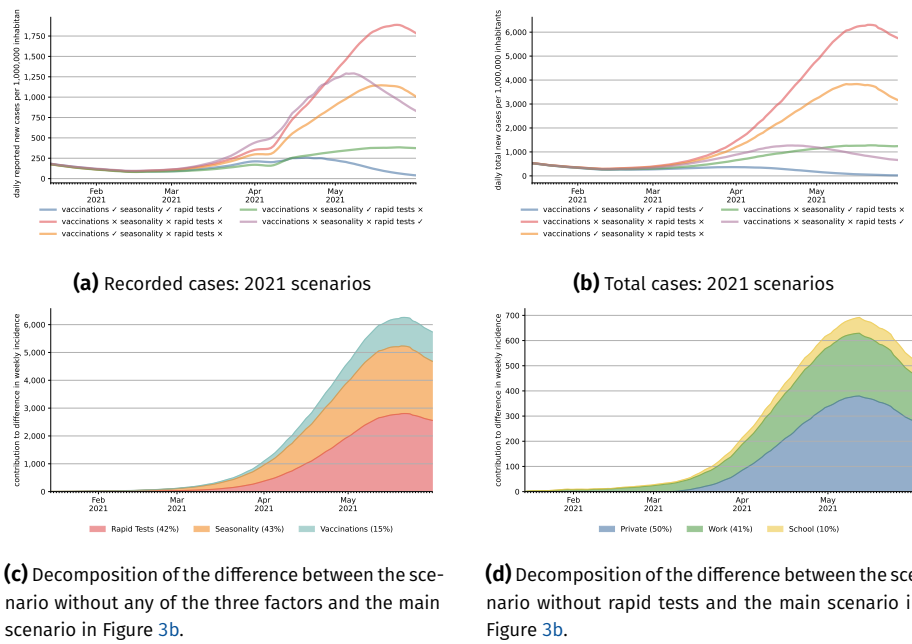 daily reported new cases per 1,000,000 inhabitan
1,750
1,500
1,250
1,000
750
500
250
0
Feb
2021
Mar
2021
Apr
2021
May
2021
vaccinations ✓ seasonality ✓ rapid tests ✓
vaccinations × seasonality × rapid tests ×
vaccinations ✓ seasonality × rapid tests ×
vaccinations × seasonality ✓ rapid tests ×
vaccinations × seasonality × rapid tests ✓
(a) Recorded cases: 2021 scenarios
daily total new cases per 1,000,000 inhabitants
6,000
5,000
4,000
3,000
2,000
1,000
0
Feb
2021
Mar
2021
Apr
2021
May
2021
vaccinations ✓ seasonality ✓ rapid tests ✓
vaccinations × seasonality × rapid tests ×
vaccinations ✓ seasonality × rapid tests ×
vaccinations × seasonality ✓ rapid tests ×
vaccinations × seasonality × rapid tests ✓
(b) Total cases: 2021 scenarios
contribution to difference in weekly incidence
6,000
5,000
4,000
3,000
2,000
1,000
0
Feb
2021
Mar
2021
Apr
2021
May
2021
Rapid Tests (42%)
Seasonality (43%)
Vaccinations (15%)
(c) Decomposition of the difference between the sce-
nario without any of the three factors and the main
scenario in Figure 3b.
contribution to difference in weekly incidence
700
600
500
400
300
200
100
0
Feb
2021
Mar
2021
Apr
2021
May
2021
Private (50%)
Work (41%)
School (10%)
(d) Decomposition of the difference between the sce
nario without rapid tests and the main scenario i
Figure 3b.